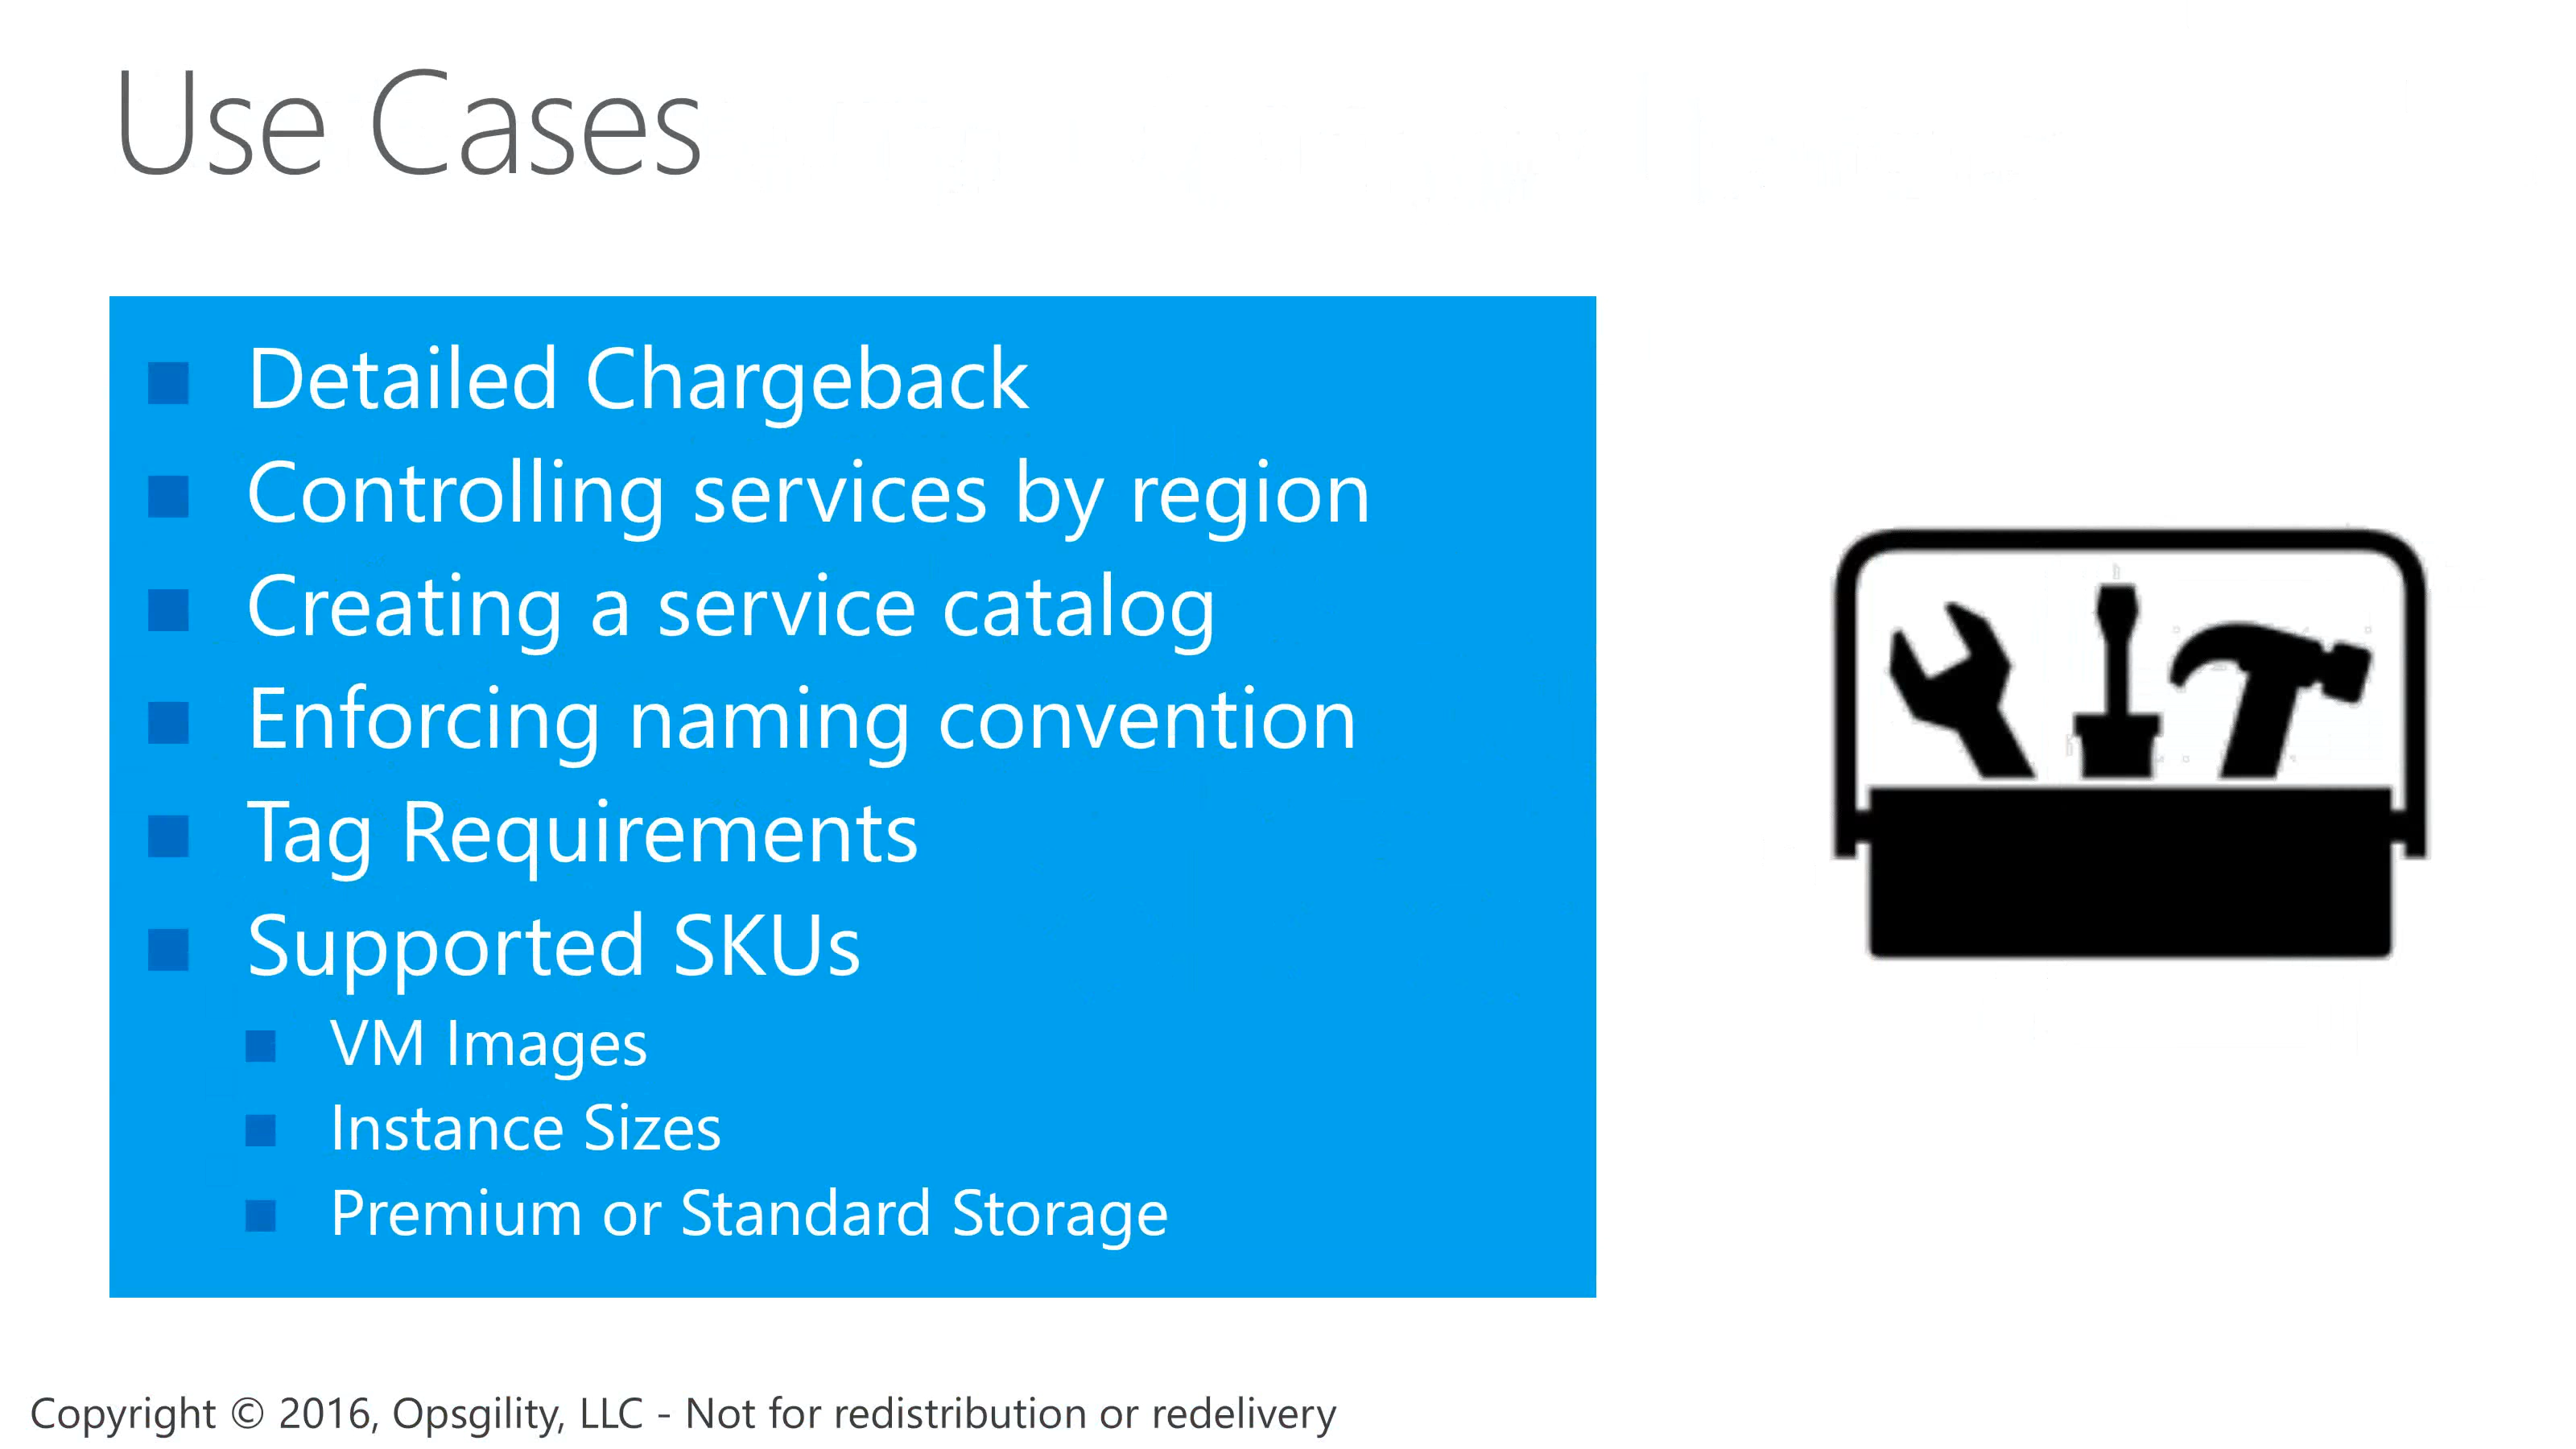 Use Cases
Detailed Chargeback
Controlling services by region
Creating a service catalog
Enforcing naming convention
Tag Requirements
Supported SKUs
VM Images
Instance Sizes
Premium or Standard Storage
Copyright © 2016, Opsgility, LLC - Not for redistribution or redelivery